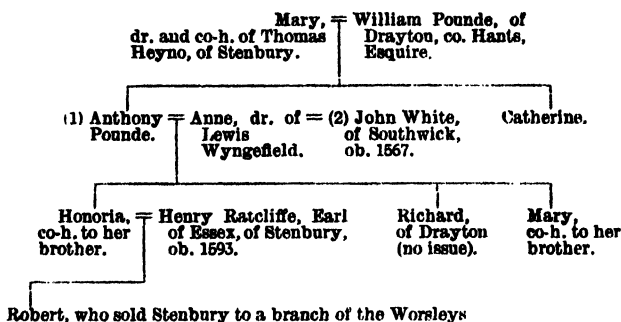 Mary, = William Pounde, of
dr. and co-h. of Thomas Drayton, co. Hants,
Heyno, of Stenbury. Esquire.
(1) Anthony = Anne, dr. of = (2) John White, Catherine.
Pounde. Lewis of Southwick,
Wyngefield. ob. 1567.
Honoria, = Henry Ratcliffe, Earl Richard, Mary,
co-h. to her of Essex, of Stenbury, of Drayton co-h. to her
brother. ob. 1593. (no issue). brother.
Robert, who sold Stenbury to a branch of the Worsleys